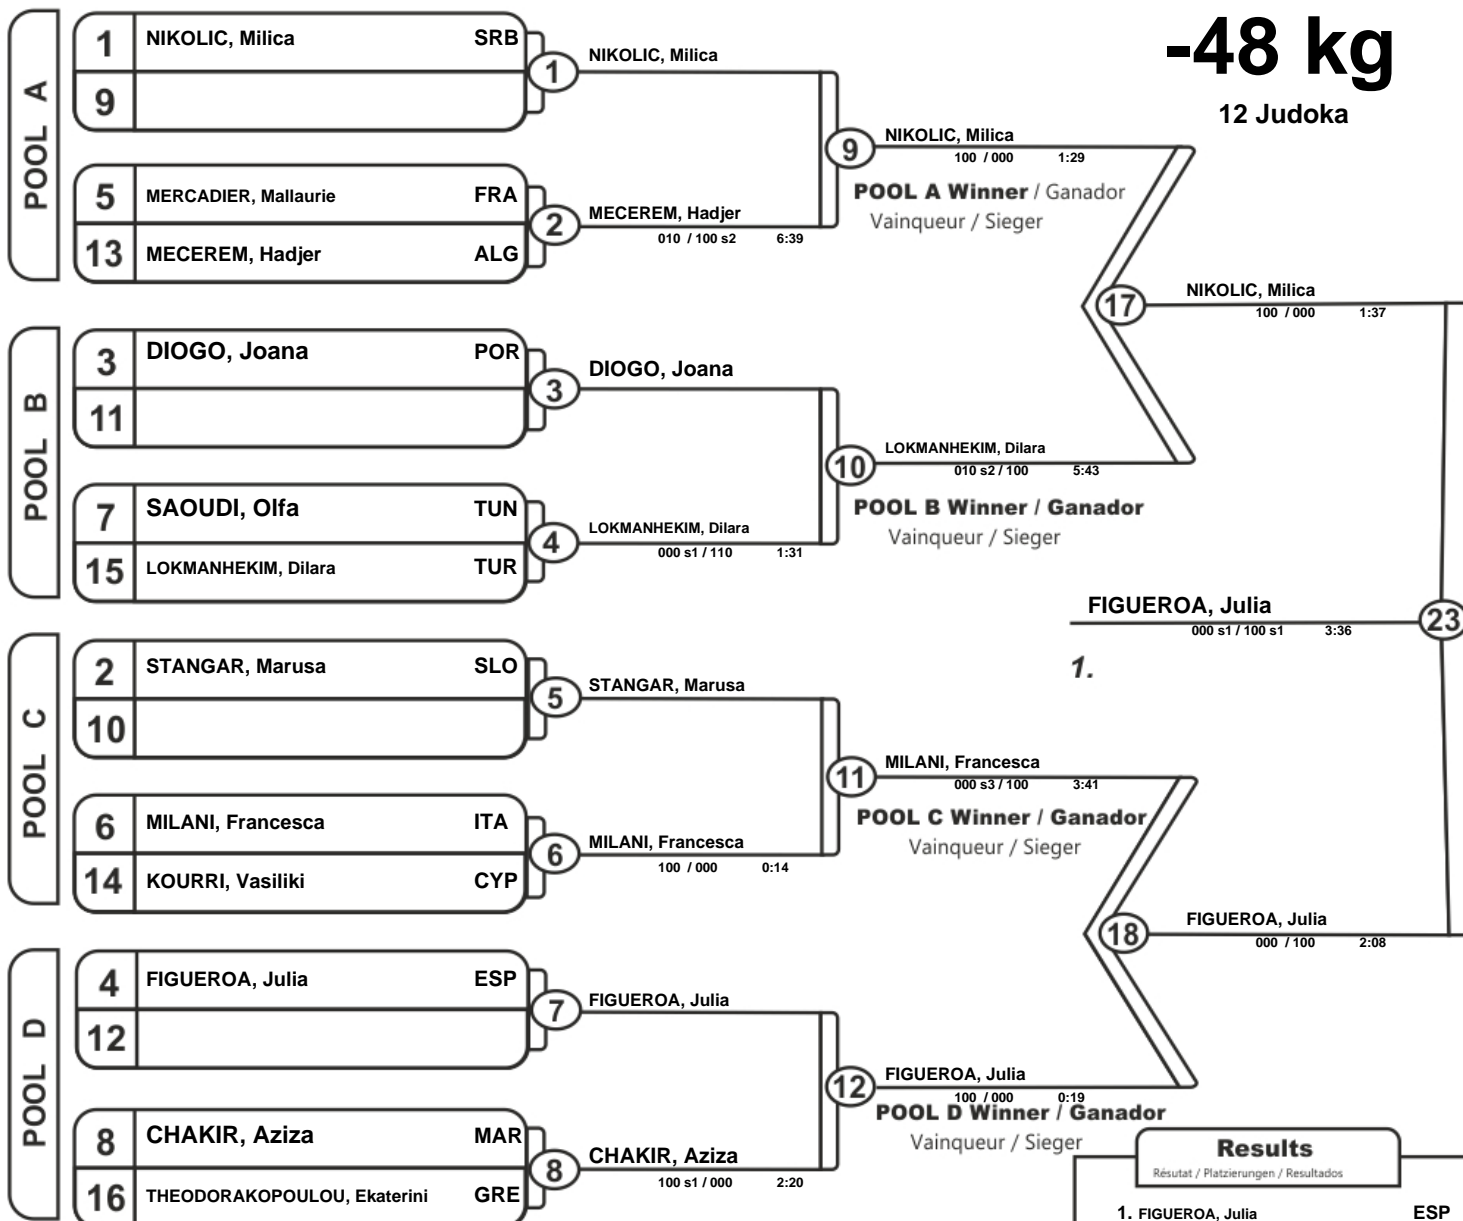 -48 kg
12 Judoka
POOL A
1 NIKOLIC, Milica SRB
9
1
NIKOLIC, Milica
5 MERCADIER, Mallaurie FRA
13 MECEREM, Hadjer ALG
2
MECEREM, Hadjer
010 / 100 s2 6:39
9
NIKOLIC, Milica
100 / 000 1:29
POOL A Winner / Ganador
Vainqueur / Sieger
POOL B
3 DIOGO, Joana POR
11
3
DIOGO, Joana
7 SAOUDI, Olfa TUN
15 LOKMANHEKIM, Dilara TUR
4
LOKMANHEKIM, Dilara
000 s1 / 110 1:31
10
LOKMANHEKIM, Dilara
010 s2 / 100 5:43
POOL B Winner / Ganador
Vainqueur / Sieger
17
NIKOLIC, Milica
100 / 000 1:37
FIGUEROA, Julia
000 s1 / 100 s1 3:36
23
1.
POOL C
2 STANGAR, Marusa SLO
10
5
STANGAR, Marusa
6 MILANI, Francesca ITA
14 KOURRI, Vasiliki CYP
6
MILANI, Francesca
100 / 000 0:14
11
MILANI, Francesca
000 s3 / 100 3:41
POOL C Winner / Ganador
Vainqueur / Sieger
18
FIGUEROA, Julia
000 / 100 2:08
POOL D
4 FIGUEROA, Julia ESP
12
7
FIGUEROA, Julia
8 CHAKIR, Aziza MAR
16 THEODORAKOPOULOU, Ekaterini GRE
8
CHAKIR, Aziza
100 s1 / 000 2:20
12
FIGUEROA, Julia
100 / 000 0:19
POOL D Winner / Ganador
Vainqueur / Sieger
Results
Résutat / Platzierungen / Resultados
1. FIGUEROA, Julia ESP